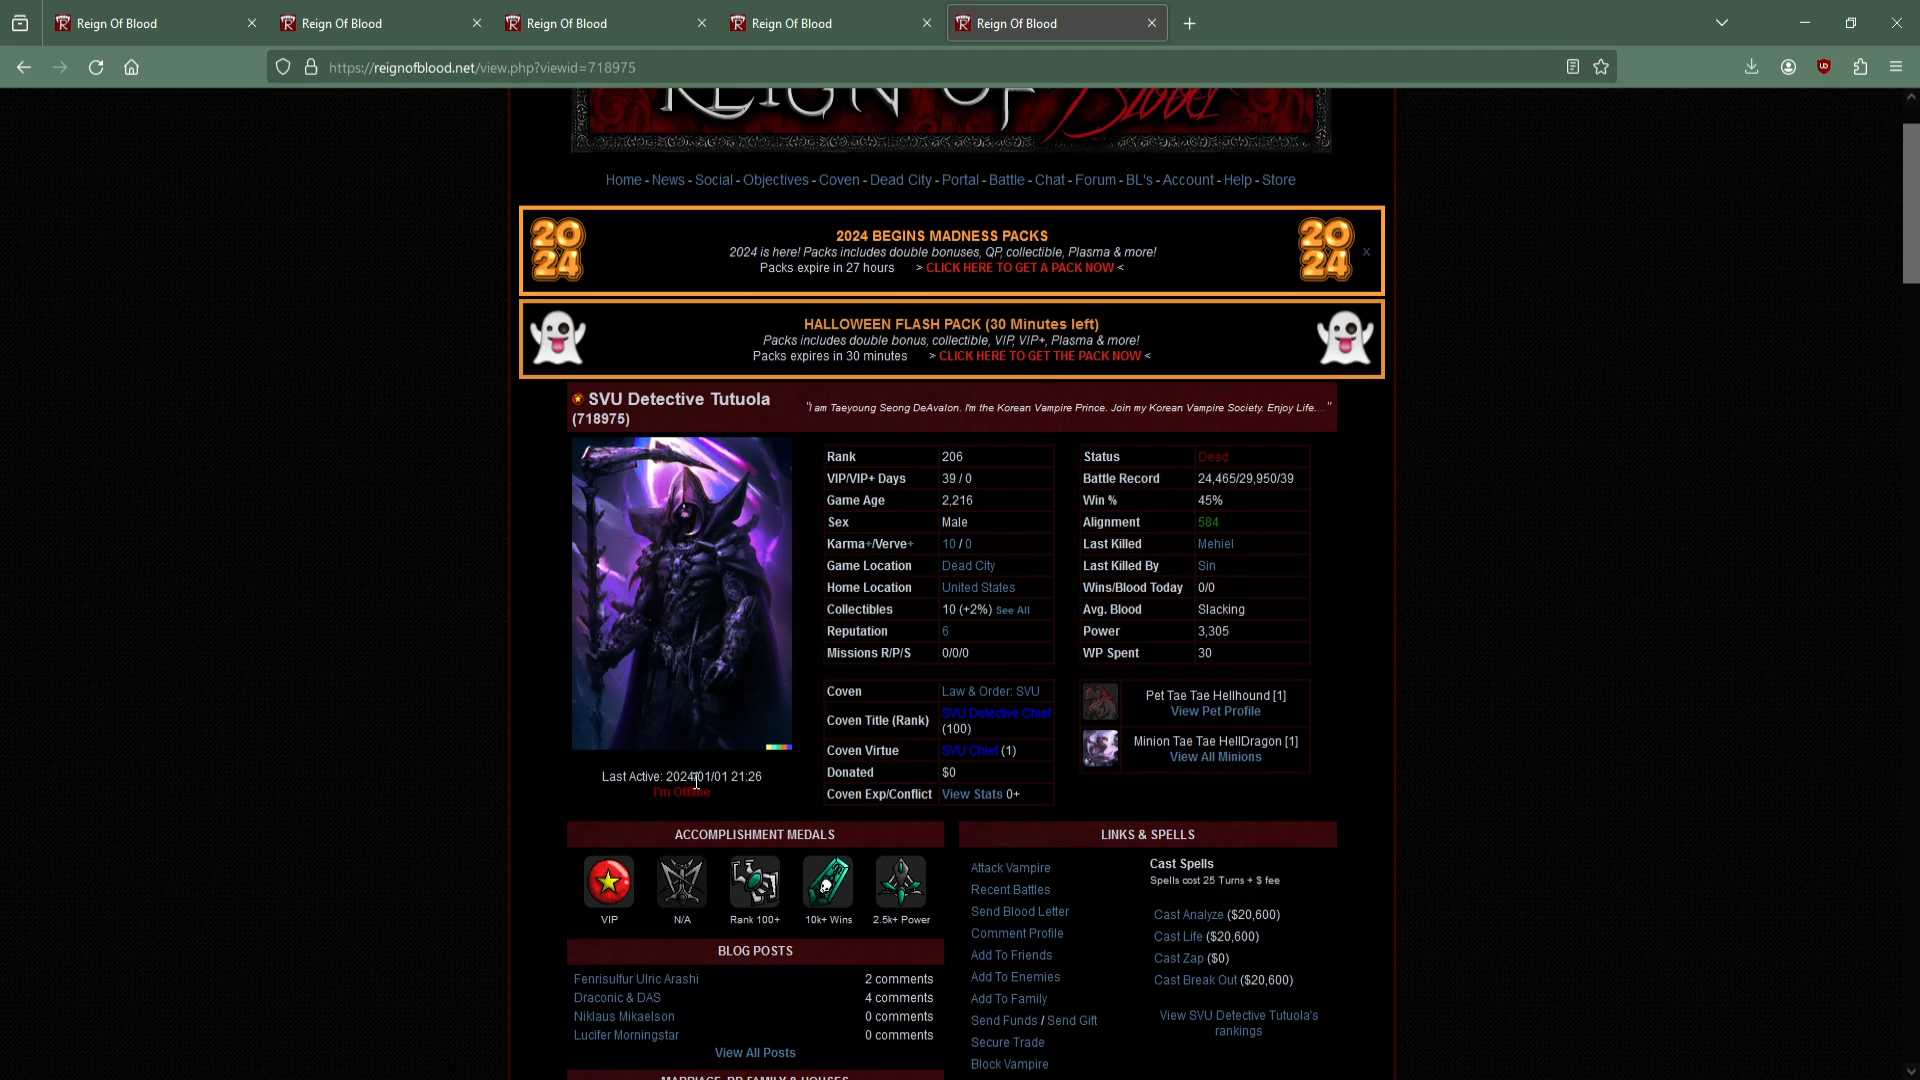 Reign Of Blood
Reign Of Blood
Reign Of Blood
Reign Of Blood
Reign Of Blood
https://reignofblood.net/view.php?viewid=718975
REIGN OF Blood
Home - News - Social - Objectives - Coven - Dead City - Portal - Battle - Chat - Forum - BL's - Account - Help - Store
2024
2024 BEGINS MADNESS PACKS
2024
2024 is here! Packs includes double bonuses, QP, collectible, Plasma & more!
x
Packs expire in 27 hours > CLICK HERE TO GET A PACK NOW <
HALLOWEEN FLASH PACK (30 Minutes left)
Packs includes double bonus, collectible, VIP, VIP+, Plasma & more!
Packs expires in 30 minutes > CLICK HERE TO GET THE PACK NOW <
SVU Detective Tutuola
(718975)
"I am Taeyoung Seong DeAvalon. I'm the Korean Vampire Prince. Join my Korean Vampire Society. Enjoy Life...."
Rank 206
VIP/VIP+ Days 39 / 0
Game Age 2,216
Sex Male
Karma+/Verve+ 10 / 0
Game Location Dead City
Home Location United States
Collectibles 10 (+2%) See All
Reputation 6
Missions R/P/S 0/0/0
Status Dead
Battle Record 24,465/29,950/39
Win % 45%
Alignment 584
Last Killed Mehiel
Last Killed By Sin
Wins/Blood Today 0/0
Avg. Blood Slacking
Power 3,305
WP Spent 30
Coven Law & Order: SVU
Coven Title (Rank) SVU Detective Chief
(100)
Coven Virtue SVU Chief (1)
Donated $0
Coven Exp/Conflict View Stats 0+
Pet Tae Tae Hellhound [1]
View Pet Profile
Minion Tae Tae HellDragon [1]
View All Minions
Last Active: 2024/01/01 21:26
I'm Offline
ACCOMPLISHMENT MEDALS
VIP
N/A
Rank 100+
10k+ Wins
2.5k+ Power
BLOG POSTS
Fenrisulfur Ulric Arashi 2 comments
Draconic & DAS 4 comments
Niklaus Mikaelson 0 comments
Lucifer Morningstar 0 comments
View All Posts
MARRIAGE, RD FAMILY & HOUSES
LINKS & SPELLS
Attack Vampire
Recent Battles
Send Blood Letter
Comment Profile
Add To Friends
Add To Enemies
Add To Family
Send Funds / Send Gift
Secure Trade
Block Vampire
Cast Spells
Spells cost 25 Turns + $ fee
Cast Analyze ($20,600)
Cast Life ($20,600)
Cast Zap ($0)
Cast Break Out ($20,600)
View SVU Detective Tutuola's
rankings